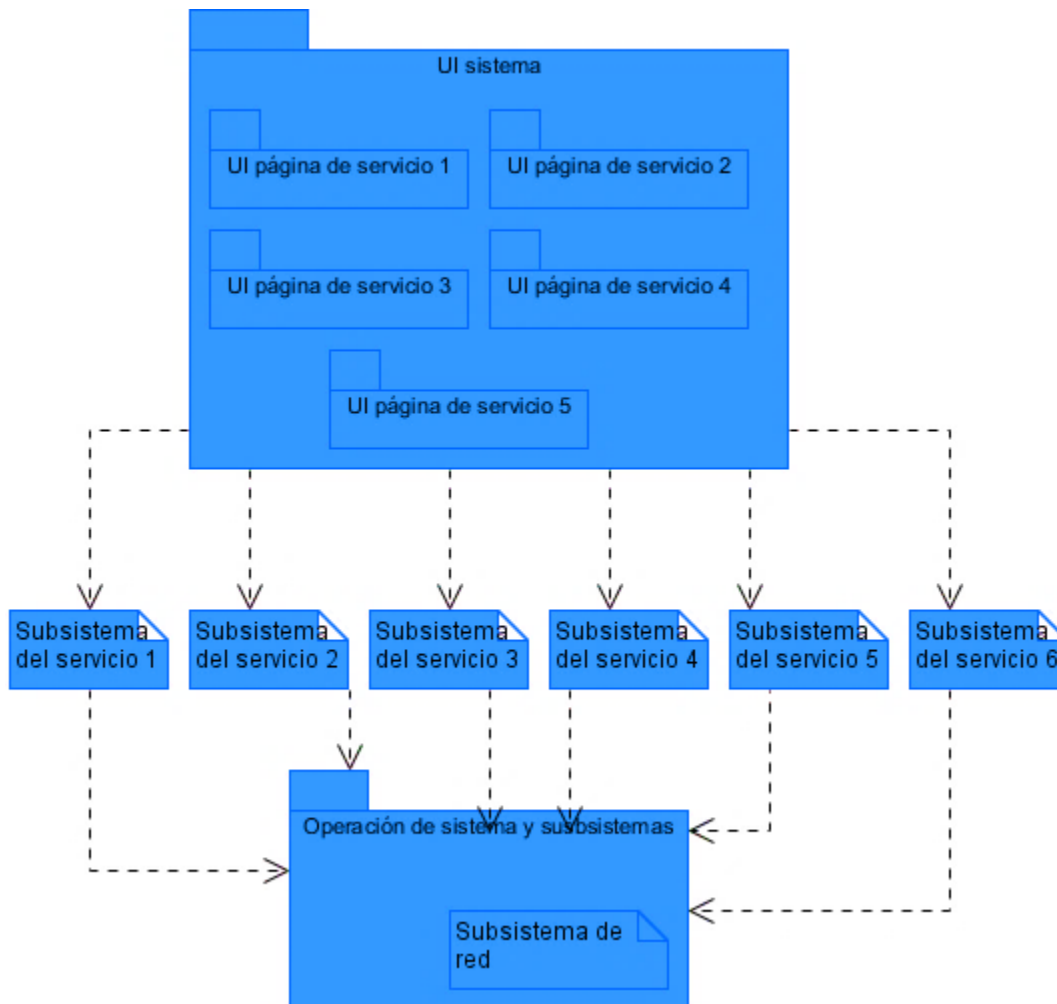 UI sistema
UI página de servicio 1
UI página de servicio 2
UI página de servicio 3
UI página de servicio 4
UI página de servicio 5
Subsistema
del servicio 1
Subsistema
del servicio 2
Subsistema
del servicio 3
Subsistema
del servicio 4
Subsistema
del servicio 5
Subsistema
del servicio 6
Operación de sistema y susbsistemas
Subsistema de
red